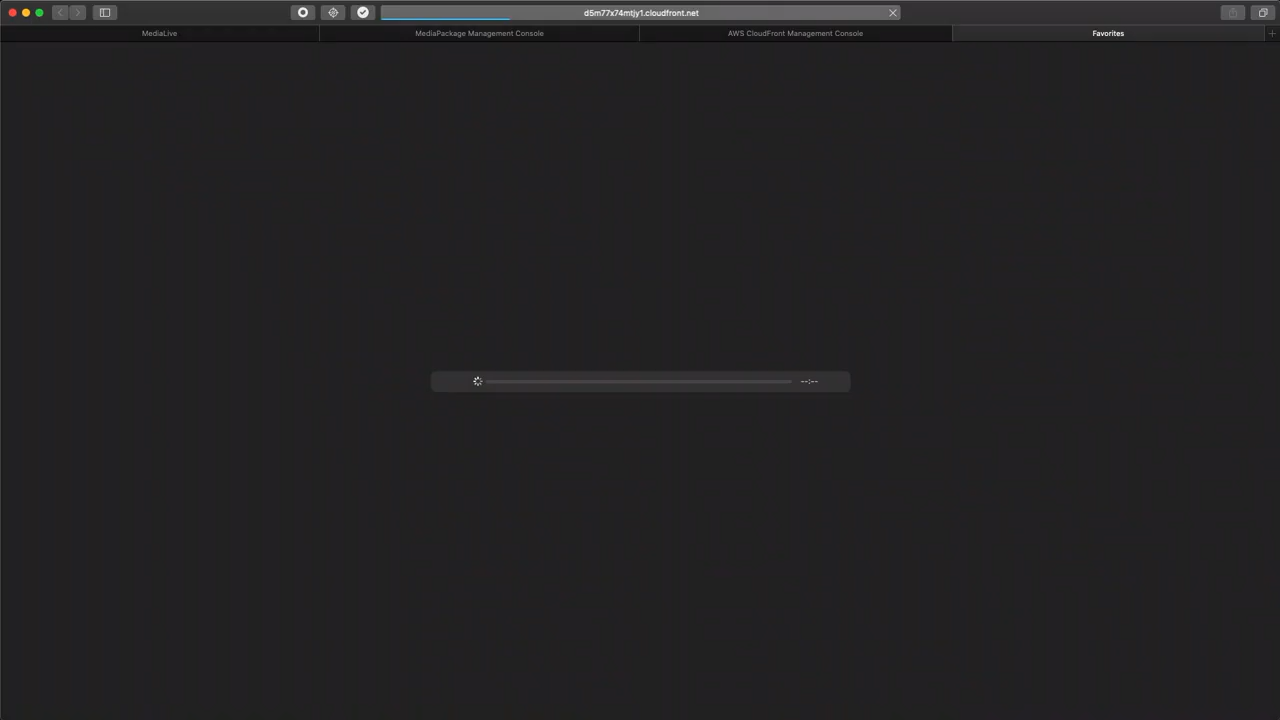 d5m77x74mtjy1.cloudfront.net
MediaLive
MediaPackage Management Console
AWS CloudFront Management Console
Favorites
--:--